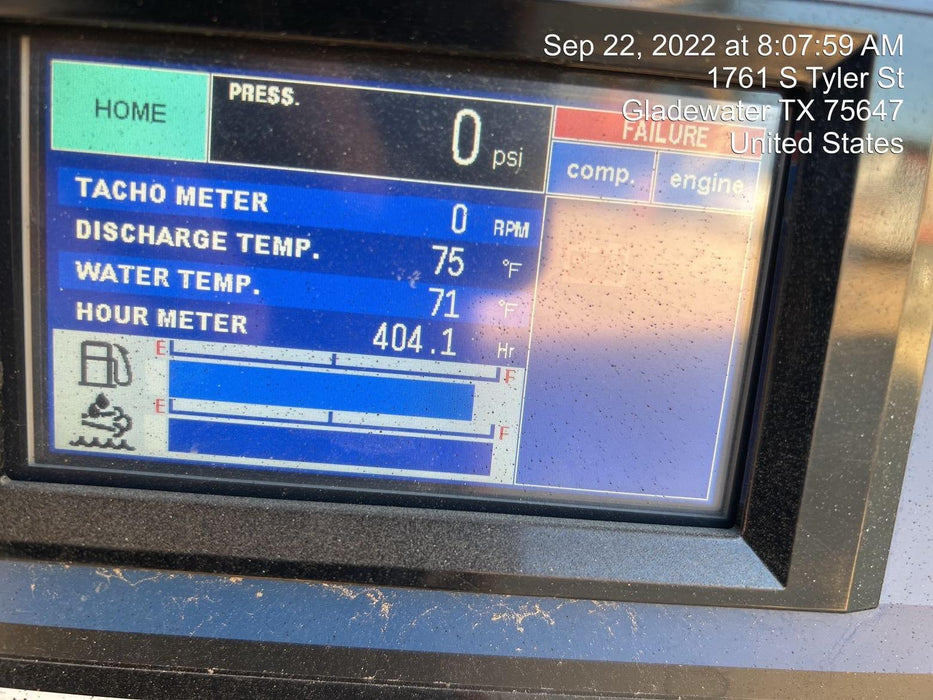 Sep 22, 2022 at 8:07:59 AM
1761 S Tyler St
Gladewater TX 75647
United States
HOME
PRESS.
0 psi
FAILURE
comp. engine
TACHO METER 0 RPM
DISCHARGE TEMP. 75 °F
WATER TEMP. 71 °F
HOUR METER 404.1 Hr
E F
E F